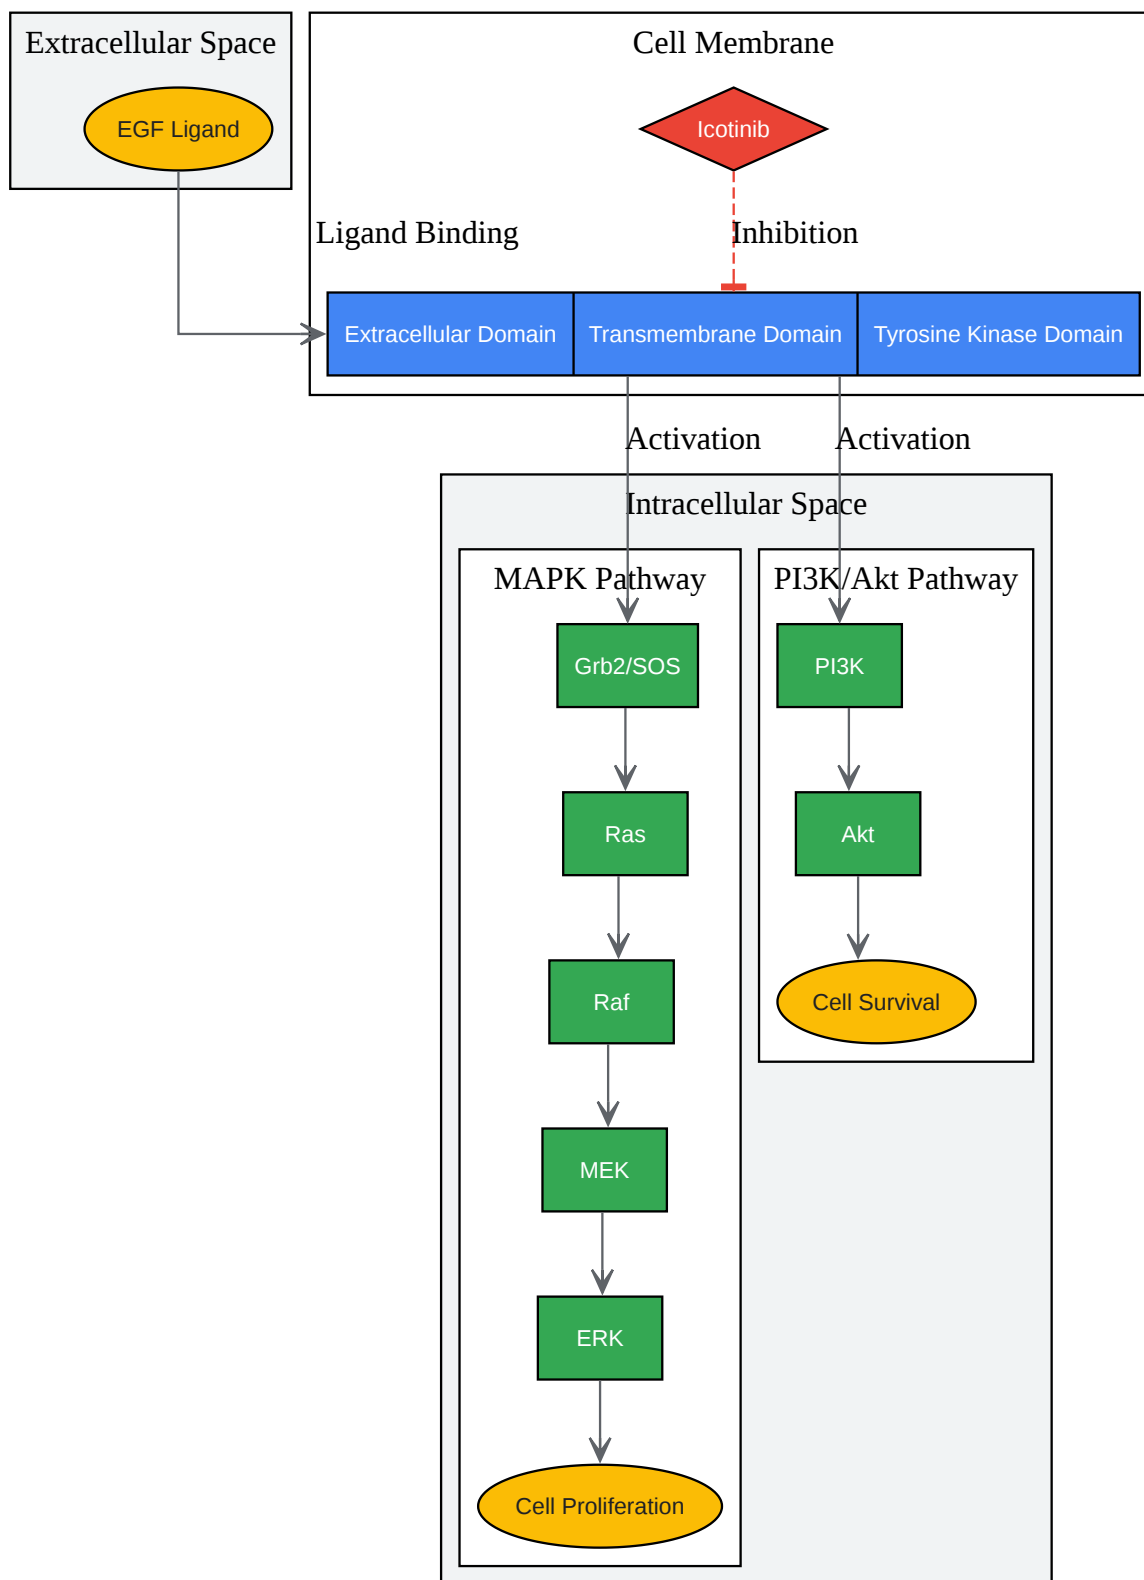 Extracellular Space
Cell Membrane
EGF Ligand
Icotinib
Ligand Binding
Inhibition
Extracellular Domain
Transmembrane Domain
Tyrosine Kinase Domain
Activation
Activation
Intracellular Space
MAPK Pathway
PI3K/Akt Pathway
Grb2/SOS
PI3K
Ras
Akt
Raf
Cell Survival
MEK
ERK
Cell Proliferation